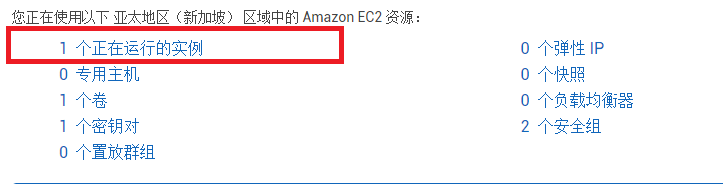 您正在使用以下 亚太地区（新加坡） 区域中的 Amazon EC2 资源：
1 个正在运行的实例
0 个弹性 IP
0 专用主机
0 个快照
1 个卷
0 个负载均衡器
1 个密钥对
2 个安全组
0 个置放群组